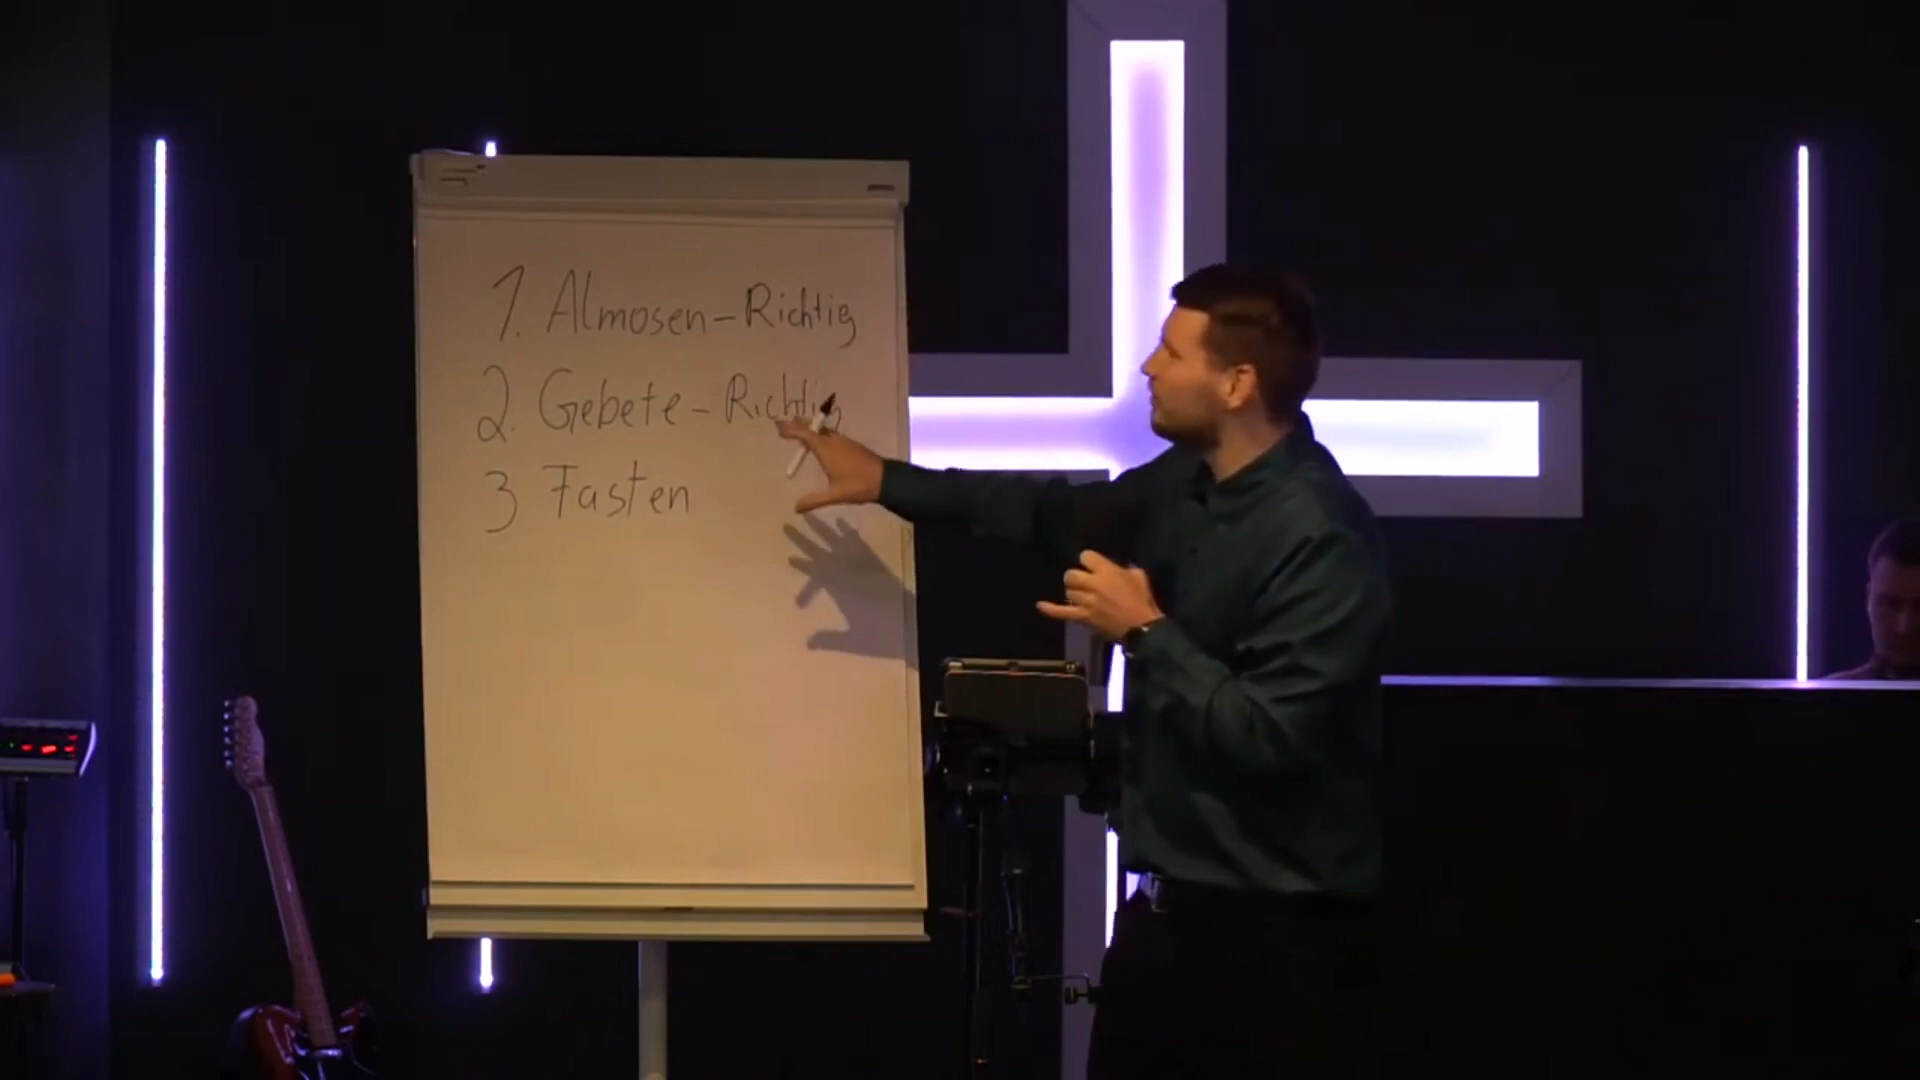 1. Almosen – Richtig
2. Gebete – Richtig
3 Fasten